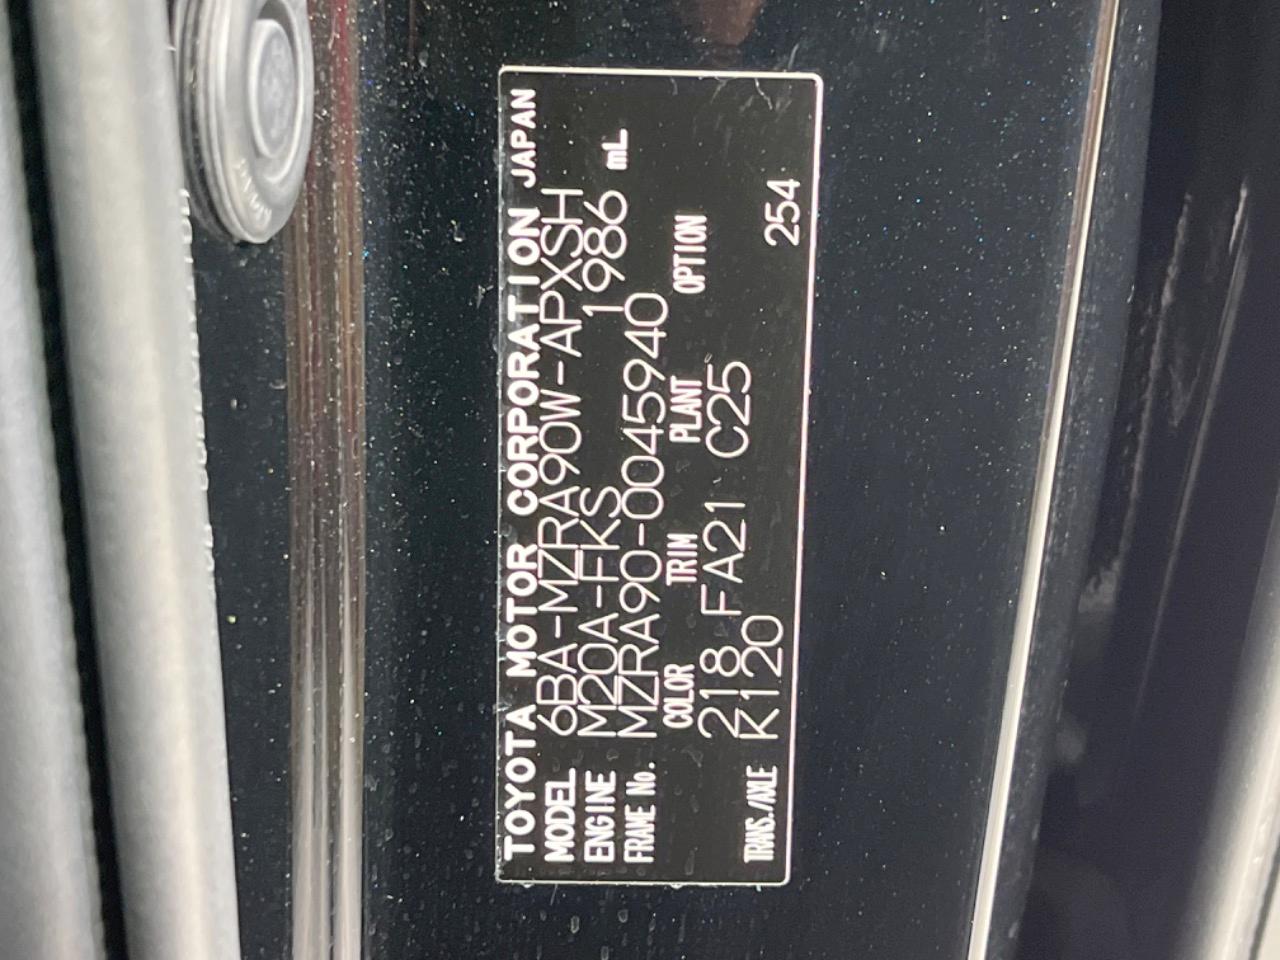 TOYOTA MOTOR CORPORATION JAPAN
MODEL 6BA-MZRA90W-APXSH
ENGINE M20A-FKS 1986 mL
FRAME No. MZRA90-0045940
COLOR TRIM PLANT OPTION
218 FA21 C25
TRANS./AXLE K120 254